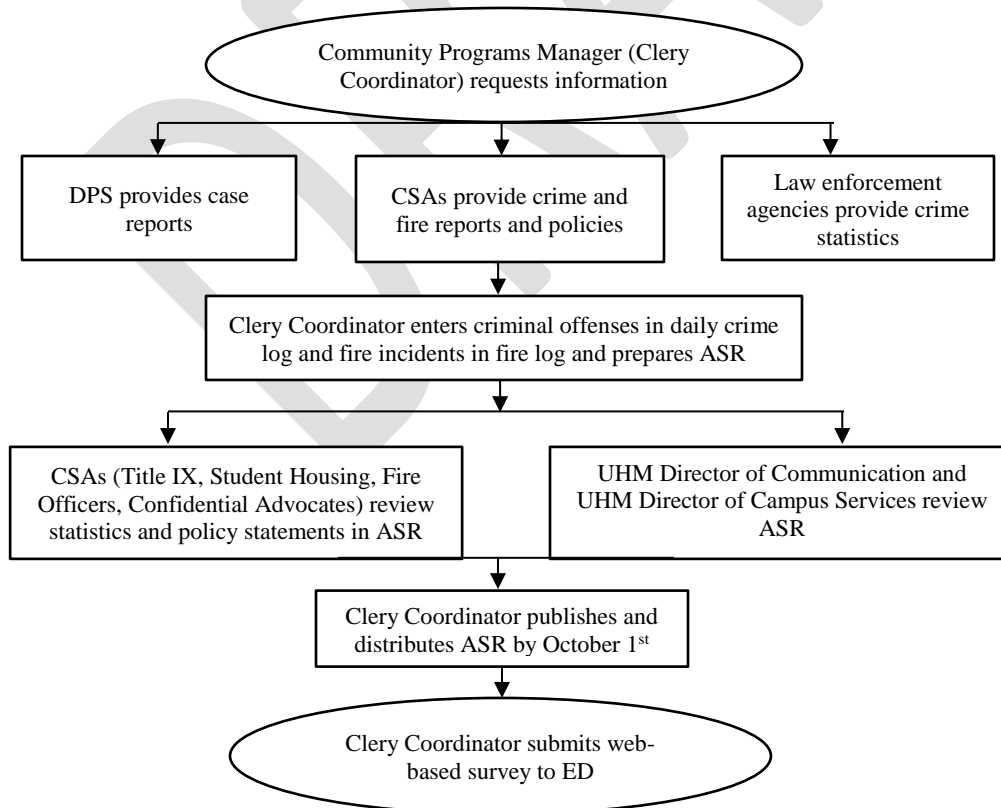 Community Programs Manager (Clery
Coordinator) requests information
DPS provides case
reports
CSAs provide crime and
fire reports and policies
Law enforcement
agencies provide crime
statistics
Clery Coordinator enters criminal offenses in daily crime
log and fire incidents in fire log and prepares ASR
CSAs (Title IX, Student Housing, Fire
Officers, Confidential Advocates) review
statistics and policy statements in ASR
UHM Director of Communication and
UHM Director of Campus Services review
ASR
Clery Coordinator publishes and
distributes ASR by October 1st
Clery Coordinator submits web-
based survey to ED